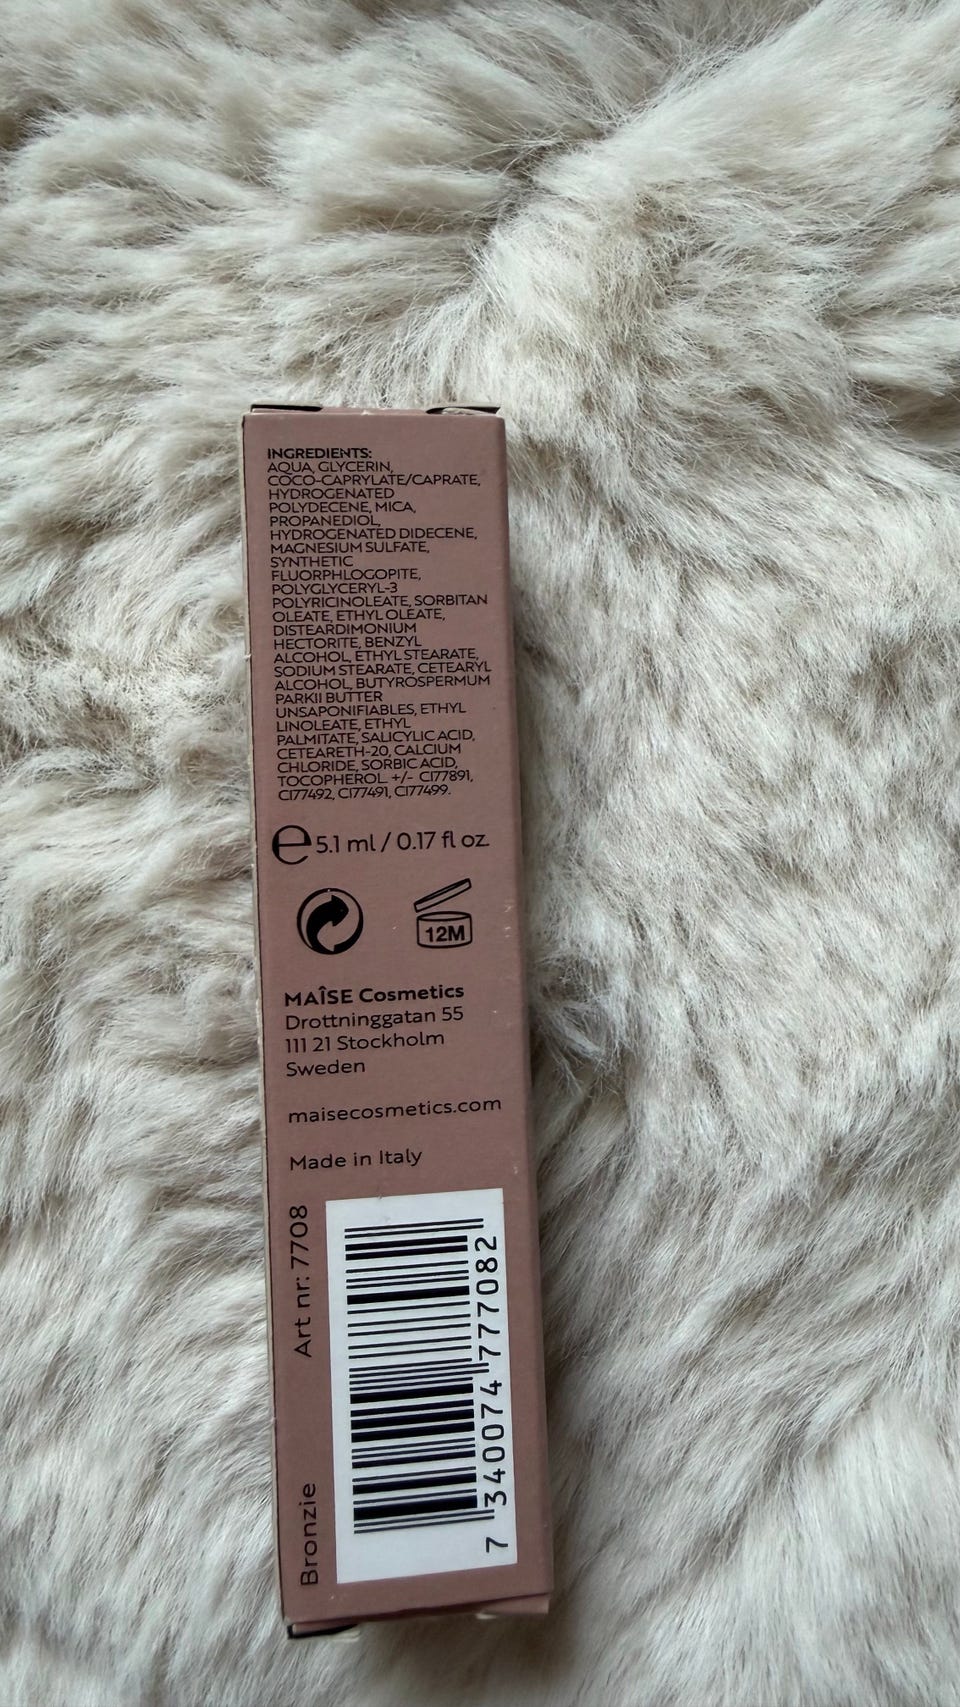 INGREDIENTS:
AQUA, GLYCERIN,
COCO-CAPRYLATE/CAPRATE,
HYDROGENATED
POLYDECENE, MICA,
PROPANEDIOL,
HYDROGENATED DIDECENE,
MAGNESIUM SULFATE,
SYNTHETIC
FLUORPHLOGOPITE,
POLYGLYCERYL-3
POLYRICINOLEATE, SORBITAN
OLEATE, ETHYL OLEATE,
DISTEARDIMONIUM
HECTORITE, BENZYL
ALCOHOL, ETHYL STEARATE,
SODIUM STEARATE, CETEARYL
ALCOHOL, BUTYROSPERMUM
PARKII BUTTER
UNSAPONIFIABLES, ETHYL
LINOLEATE, ETHYL
PALMITATE, SALICYLIC ACID,
CETEARETH-20, CALCIUM
CHLORIDE, SORBIC ACID,
TOCOPHEROL. +/- CI77891,
CI77492, CI77491, CI77499.
e 5.1 ml / 0.17 fl oz.
12M
MAÎSE Cosmetics
Drottninggatan 55
111 21 Stockholm
Sweden
maisecosmetics.com
Made in Italy
Bronzie
Art nr: 7708
7 340074 777082